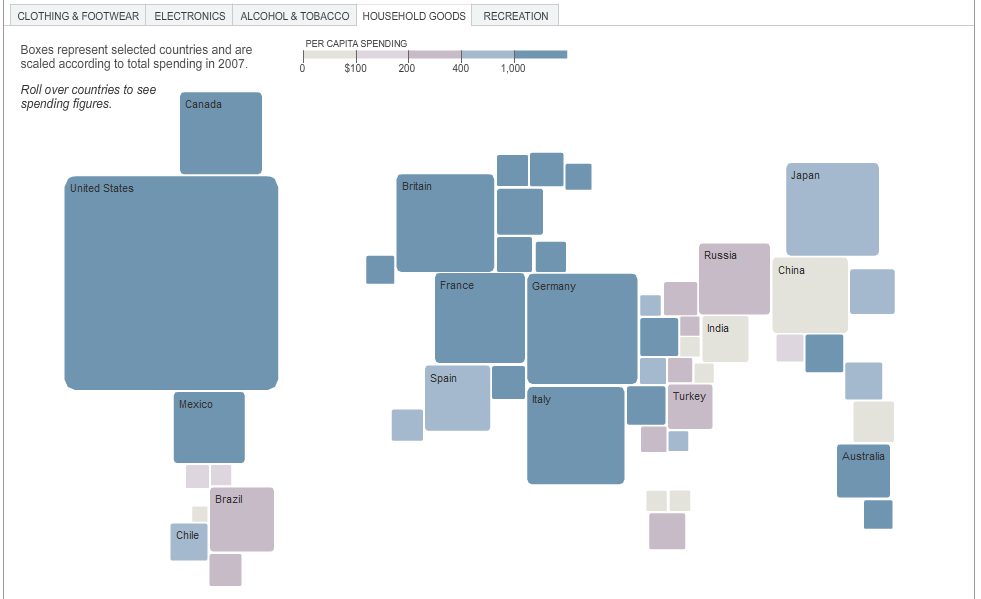 CLOTHING & FOOTWEAR
ELECTRONICS
ALCOHOL & TOBACCO
HOUSEHOLD GOODS
RECREATION
Boxes represent selected countries and are
scaled according to total spending in 2007.
Roll over countries to see
spending figures.
PER CAPITA SPENDING
0 $100 200 400 1,000
Canada
United States
Britain
Japan
Russia
China
France
Germany
India
Spain
Italy
Turkey
Mexico
Australia
Brazil
Chile